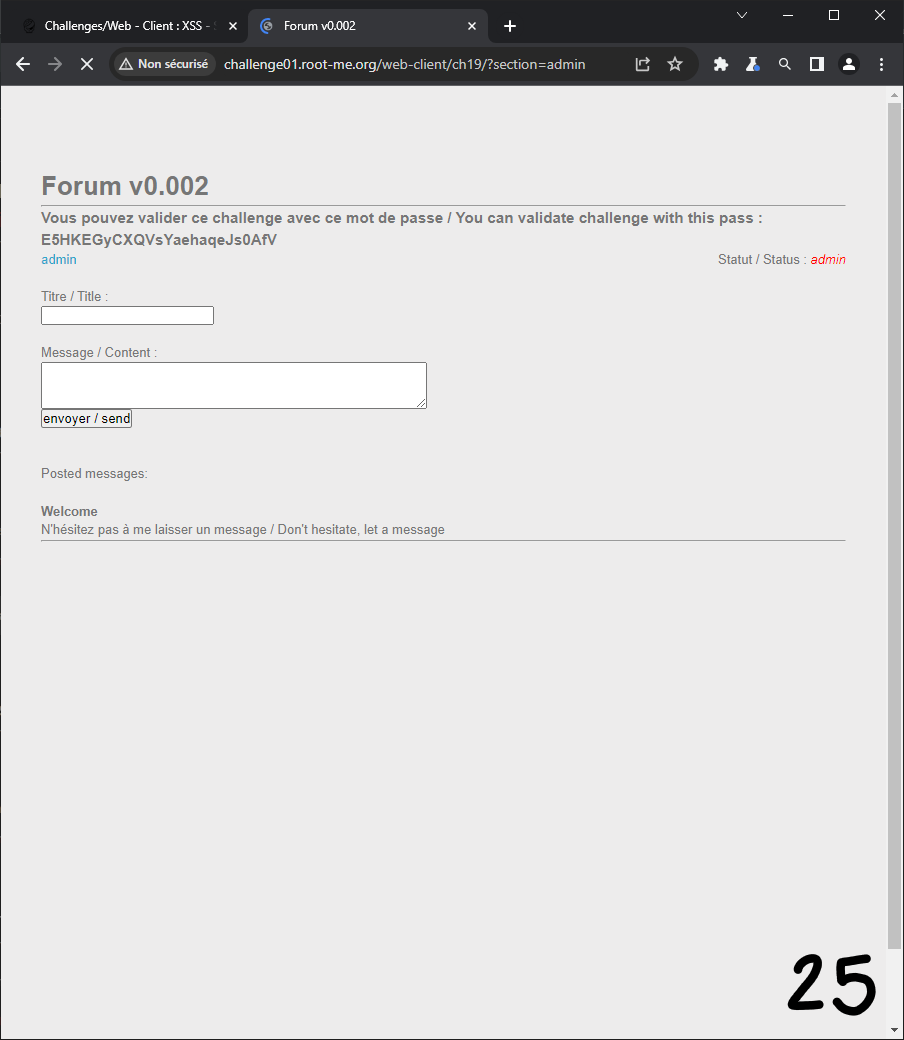 Challenges/Web - Client : XSS -
Forum v0.002
Non sécurisé
challenge01.root-me.org/web-client/ch19/?section=admin
Forum v0.002
Vous pouvez valider ce challenge avec ce mot de passe / You can validate challenge with this pass :
E5HKEGyCXQVsYaehaqeJs0AfV
admin
Statut / Status : admin
Titre / Title :
Message / Content :
envoyer / send
Posted messages:
Welcome
N'hésitez pas à me laisser un message / Don't hesitate, let a message
25